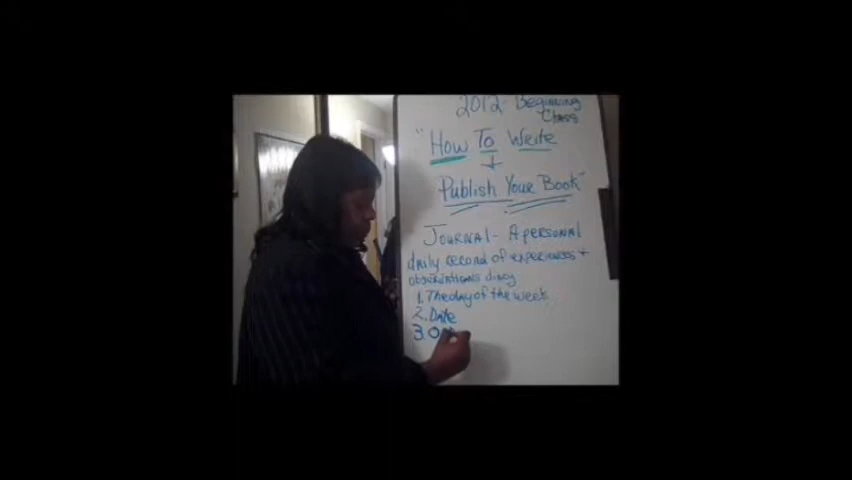 2012- Beginning
Class
"How To Write
Publish Your Book"
Journal- A personal
daily record of experiences +
observations diary
1. The day of the week
2. Date
3. O